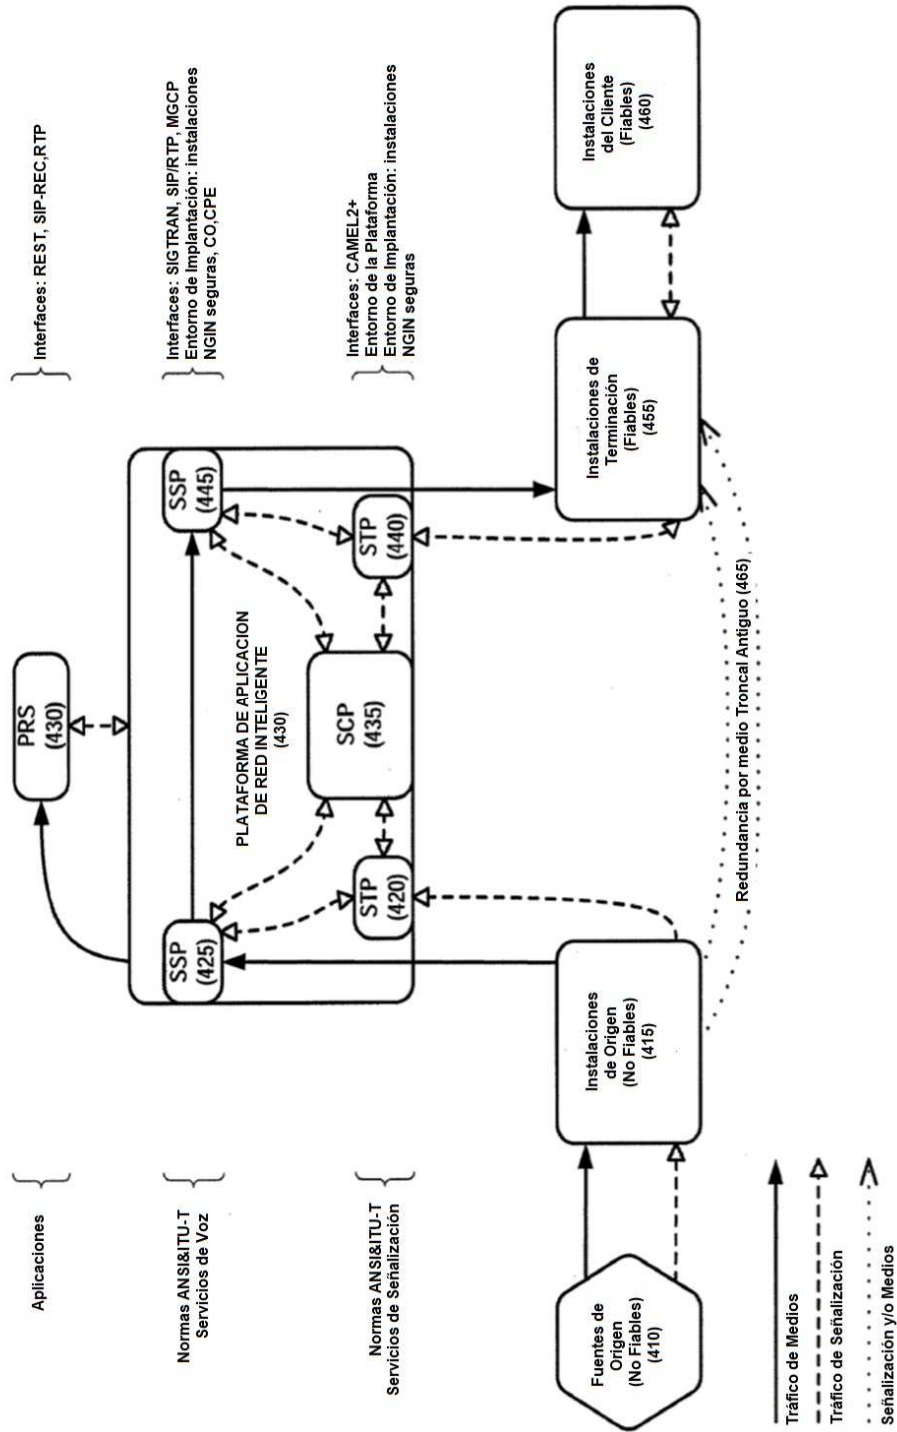 Aplicaciones
Normas ANSI&ITU-T
Servicios de Voz
Normas ANSI&ITU-T
Servicios de Señalización
PRS
(430)
SSP
(425)
SSP
(445)
PLATAFORMA DE APLICACION
DE RED INTELIGENTE
(430)
SCP
(435)
STP
(420)
STP
(440)
Interfaces: REST, SIP-REC,RTP
Interfaces: SIGTRAN, SIP/RTP, MGCP
Entorno de Implantación: instalaciones
NGIN seguras, CO,CPE
Interfaces: CAMEL2+
Entorno de la Plataforma
Entorno de Implantación: instalaciones
NGIN seguras
Fuentes de
Origen
(No Fiables)
(410)
Instalaciones
de Origen
(No Fiables)
(415)
Instalaciones de
Terminación
(Fiables)
(455)
Instalaciones
del Cliente
(Fiables)
(460)
Redundancia por medio Troncal Antiguo (465)
Tráfico de Medios
Tráfico de Señalización
Señalización y/o Medios